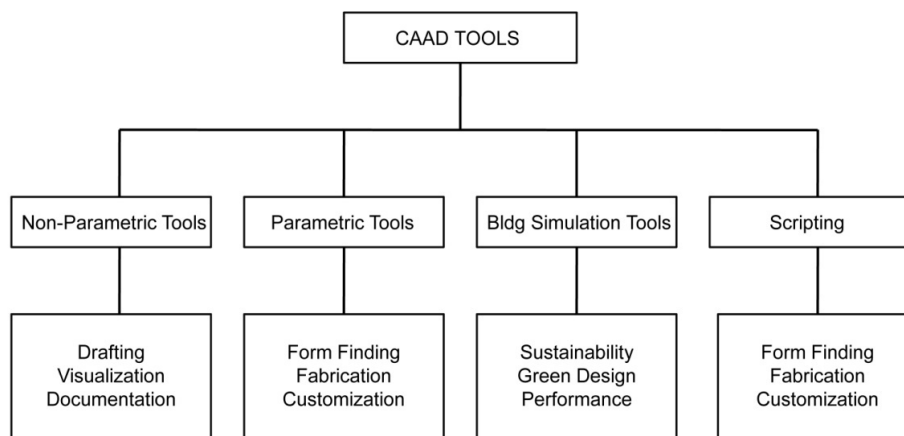 CAAD TOOLS
Non-Parametric Tools
Parametric Tools
Bldg Simulation Tools
Scripting
Drafting
Visualization
Documentation
Form Finding
Fabrication
Customization
Sustainability
Green Design
Performance
Form Finding
Fabrication
Customization